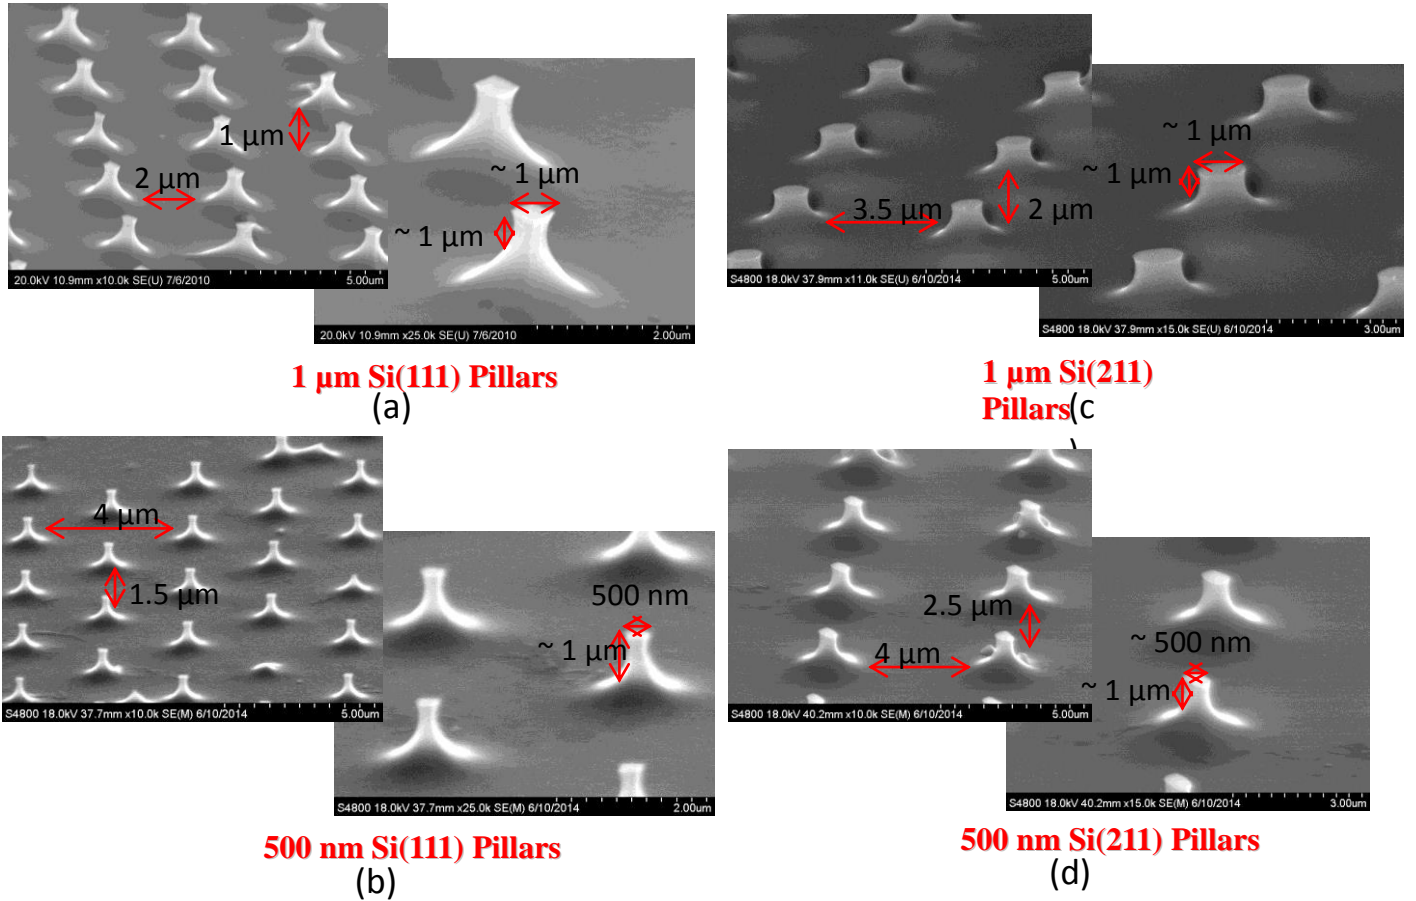 1 μm
2 μm
20.0kV 10.9mm x10.0k SE(U) 7/6/2010 5.00um
~ 1 μm
~ 1 μm
20.0kV 10.9mm x25.0k SE(U) 7/6/2010 2.00um
1 μm Si(111) Pillars
(a)
3.5 μm
2 μm
S4800 18.0kV 37.9mm x11.0k SE(U) 6/10/2014 5.00um
~ 1 μm
~ 1 μm
S4800 18.0kV 37.9mm x15.0k SE(U) 6/10/2014 3.00um
1 μm Si(211)
Pillars(c
)
4 μm
1.5 μm
S4800 18.0kV 37.7mm x10.0k SE(M) 6/10/2014 5.00um
500 nm
~ 1 μm
S4800 18.0kV 37.7mm x25.0k SE(M) 6/10/2014 2.00um
500 nm Si(111) Pillars
(b)
2.5 μm
4 μm
S4800 18.0kV 40.2mm x10.0k SE(M) 6/10/2014 5.00um
~ 500 nm
~ 1 μm
S4800 18.0kV 40.2mm x15.0k SE(M) 6/10/2014 3.00um
500 nm Si(211) Pillars
(d)